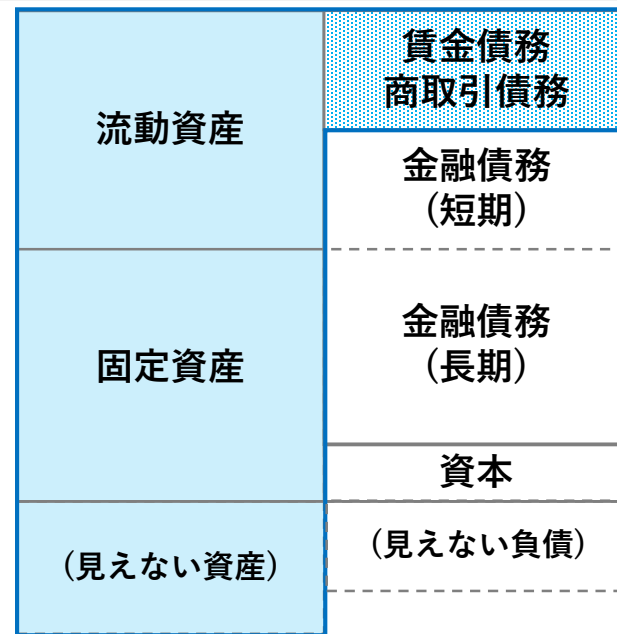 流動資産
賃金債務
商取引債務
金融債務
(短期)
固定資産
金融債務
(長期)
資本
(見えない資産)
(見えない負債)